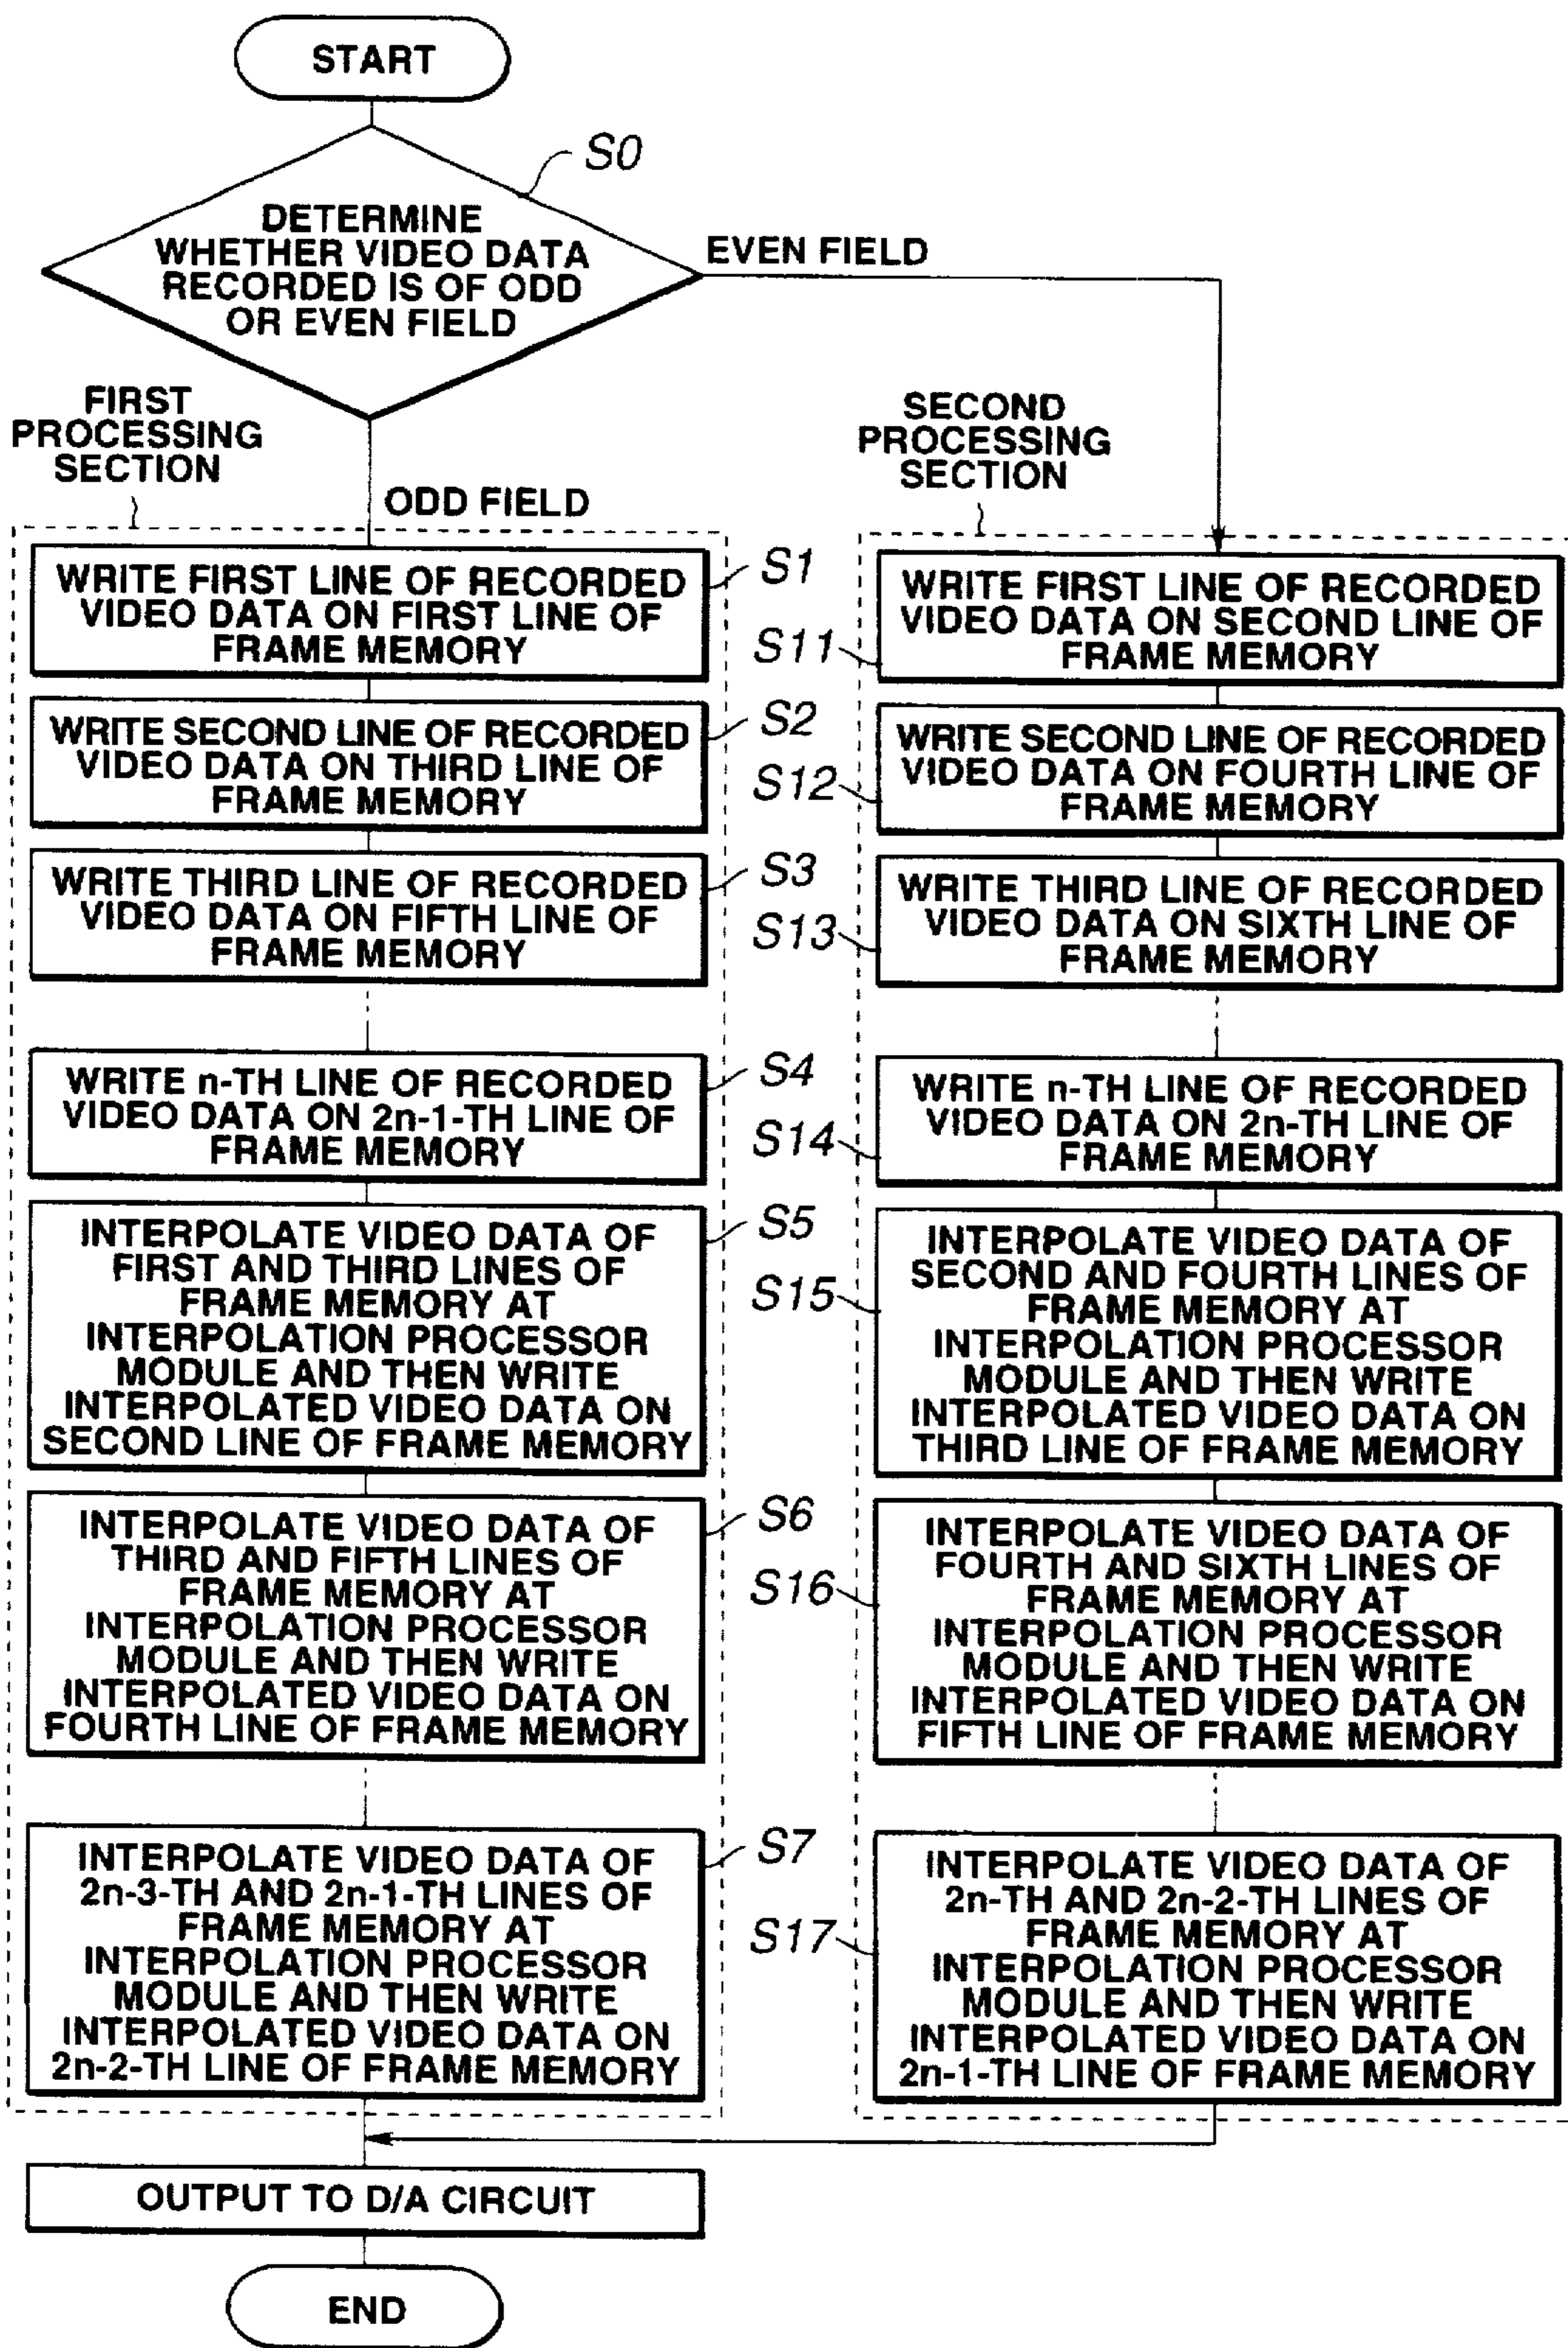 START
S0
DETERMINE
WHETHER VIDEO DATA
RECORDED IS OF ODD
OR EVEN FIELD
EVEN FIELD
FIRST
PROCESSING
SECTION
ODD FIELD
WRITE FIRST LINE OF RECORDED
VIDEO DATA ON FIRST LINE OF
FRAME MEMORY
S1
WRITE SECOND LINE OF RECORDED
VIDEO DATA ON THIRD LINE OF
FRAME MEMORY
S2
WRITE THIRD LINE OF RECORDED
VIDEO DATA ON FIFTH LINE OF
FRAME MEMORY
S3
WRITE n-TH LINE OF RECORDED
VIDEO DATA ON 2n-1-TH LINE OF
FRAME MEMORY
S4
INTERPOLATE VIDEO DATA OF
FIRST AND THIRD LINES OF
FRAME MEMORY AT
INTERPOLATION PROCESSOR
MODULE AND THEN WRITE
INTERPOLATED VIDEO DATA ON
SECOND LINE OF FRAME MEMORY
S5
INTERPOLATE VIDEO DATA OF
THIRD AND FIFTH LINES OF
FRAME MEMORY AT
INTERPOLATION PROCESSOR
MODULE AND THEN WRITE
INTERPOLATED VIDEO DATA ON
FOURTH LINE OF FRAME MEMORY
S6
INTERPOLATE VIDEO DATA OF
2n-3-TH AND 2n-1-TH LINES OF
FRAME MEMORY AT
INTERPOLATION PROCESSOR
MODULE AND THEN WRITE
INTERPOLATED VIDEO DATA ON
2n-2-TH LINE OF FRAME MEMORY
S7
SECOND
PROCESSING
SECTION
WRITE FIRST LINE OF RECORDED
VIDEO DATA ON SECOND LINE OF
FRAME MEMORY
S11
WRITE SECOND LINE OF RECORDED
VIDEO DATA ON FOURTH LINE OF
FRAME MEMORY
S12
WRITE THIRD LINE OF RECORDED
VIDEO DATA ON SIXTH LINE OF
FRAME MEMORY
S13
WRITE n-TH LINE OF RECORDED
VIDEO DATA ON 2n-TH LINE OF
FRAME MEMORY
S14
INTERPOLATE VIDEO DATA OF
SECOND AND FOURTH LINES OF
FRAME MEMORY AT
INTERPOLATION PROCESSOR
MODULE AND THEN WRITE
INTERPOLATED VIDEO DATA ON
THIRD LINE OF FRAME MEMORY
S15
INTERPOLATE VIDEO DATA OF
FOURTH AND SIXTH LINES OF
FRAME MEMORY AT
INTERPOLATION PROCESSOR
MODULE AND THEN WRITE
INTERPOLATED VIDEO DATA ON
FIFTH LINE OF FRAME MEMORY
S16
INTERPOLATE VIDEO DATA OF
2n-TH AND 2n-2-TH LINES OF
FRAME MEMORY AT
INTERPOLATION PROCESSOR
MODULE AND THEN WRITE
INTERPOLATED VIDEO DATA ON
2n-1-TH LINE OF FRAME MEMORY
S17
OUTPUT TO D/A CIRCUIT
END